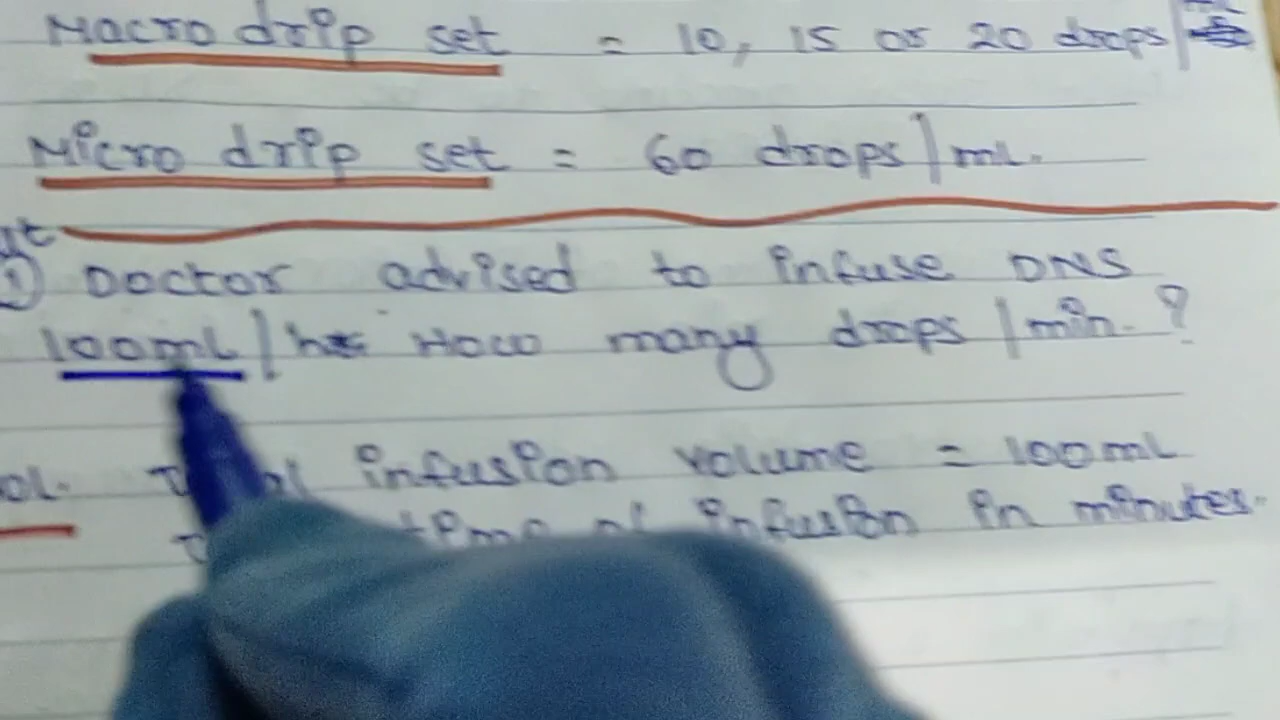 Macro drip set = 10, 15 or 20 drops/mL
Micro drip set = 60 drops/mL.
① Doctor advised to infuse DNS
100mL/hr How many drops/min.?
infusion volume = 100mL
infusion in minutes.